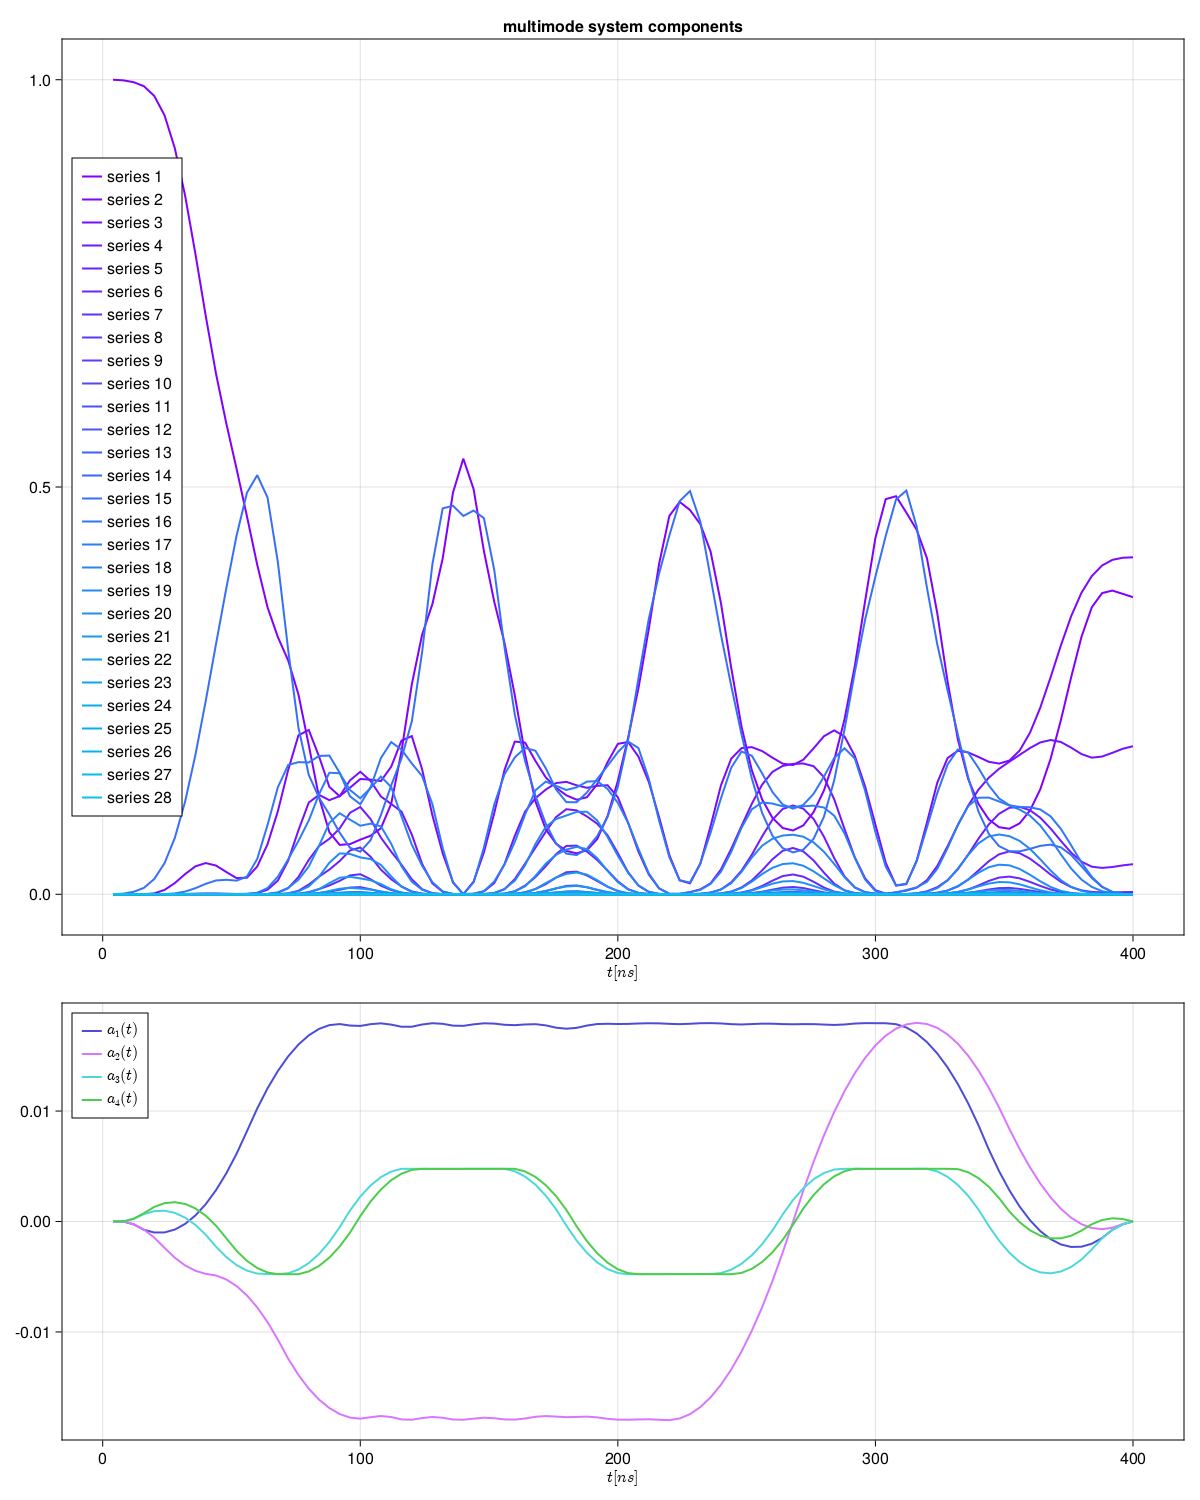 multimode system components
1.0
series 1
series 2
series 3
series 4
series 5
series 6
series 7
series 8
series 9
series 10
series 11
series 12
series 13
series 14
series 15
series 16
series 17
series 18
series 19
series 20
series 21
series 22
series 23
series 24
series 25
series 26
series 27
series 28
0.5
0.0
0 100 200 300 400
t[ns]
a₁(t)
a₂(t)
a₃(t)
a₄(t)
0.01
0.00
-0.01
0 100 200 300 400
t[ns]